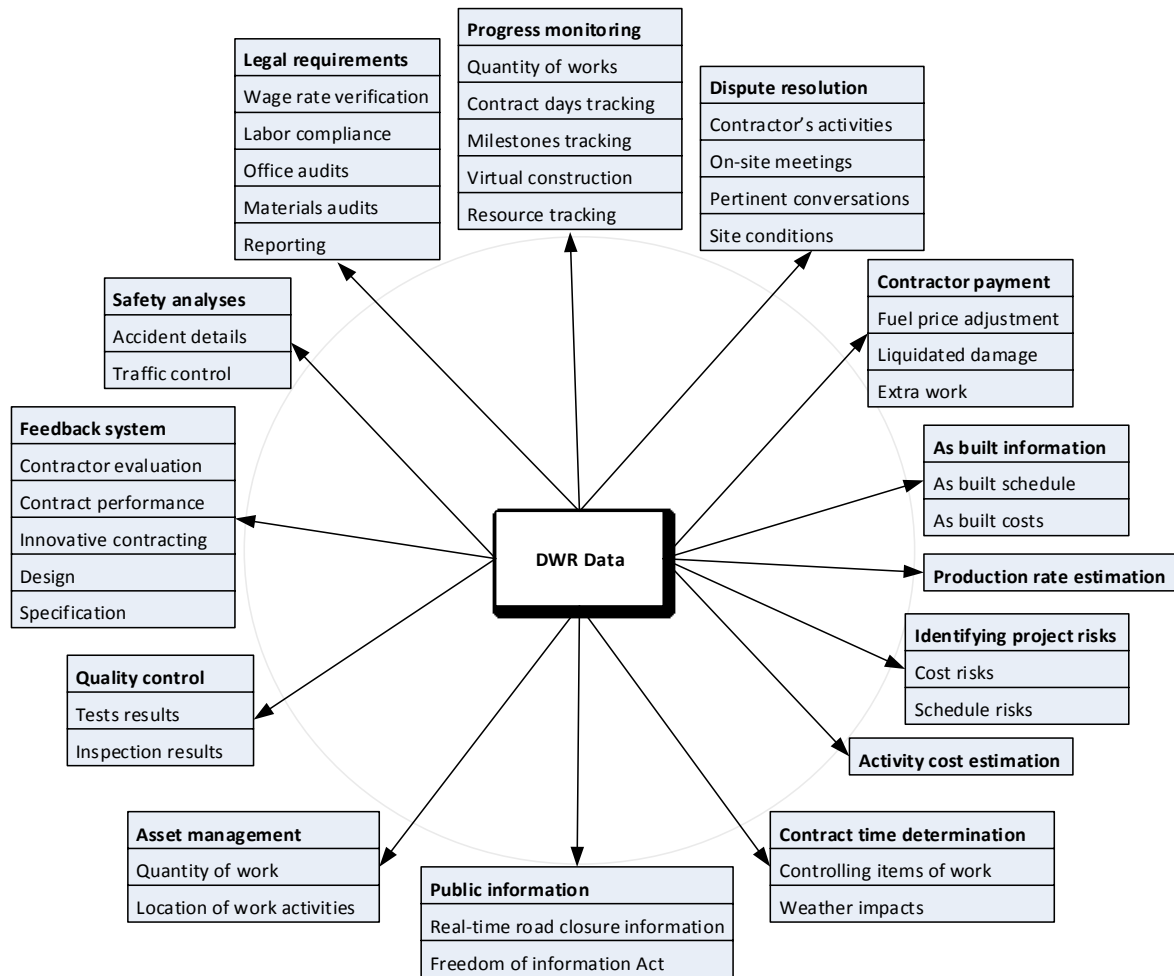 Progress monitoring
Quantity of works
Contract days tracking
Milestones tracking
Virtual construction
Resource tracking
Legal requirements
Wage rate verification
Labor compliance
Office audits
Materials audits
Reporting
Dispute resolution
Contractor’s activities
On-site meetings
Pertinent conversations
Site conditions
Safety analyses
Accident details
Traffic control
Contractor payment
Fuel price adjustment
Liquidated damage
Extra work
Feedback system
Contractor evaluation
Contract performance
Innovative contracting
Design
Specification
As built information
As built schedule
As built costs
DWR Data
Production rate estimation
Identifying project risks
Cost risks
Schedule risks
Quality control
Tests results
Inspection results
Activity cost estimation
Asset management
Quantity of work
Location of work activities
Contract time determination
Controlling items of work
Weather impacts
Public information
Real-time road closure information
Freedom of information Act